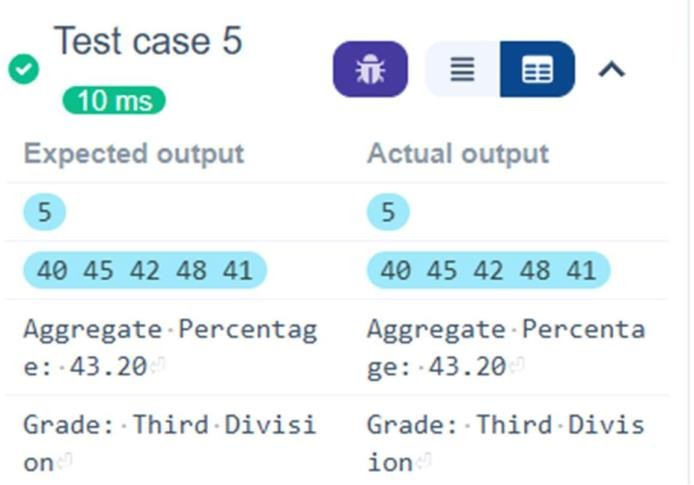 Test case 5
10 ms
Expected output Actual output
5 5
40 45 42 48 41 40 45 42 48 41
Aggregate·Percentag Aggregate·Percenta
e:·43.20⏎ ge:·43.20⏎
Grade:·Third·Divisi Grade:·Third·Divis
on⏎ ion⏎